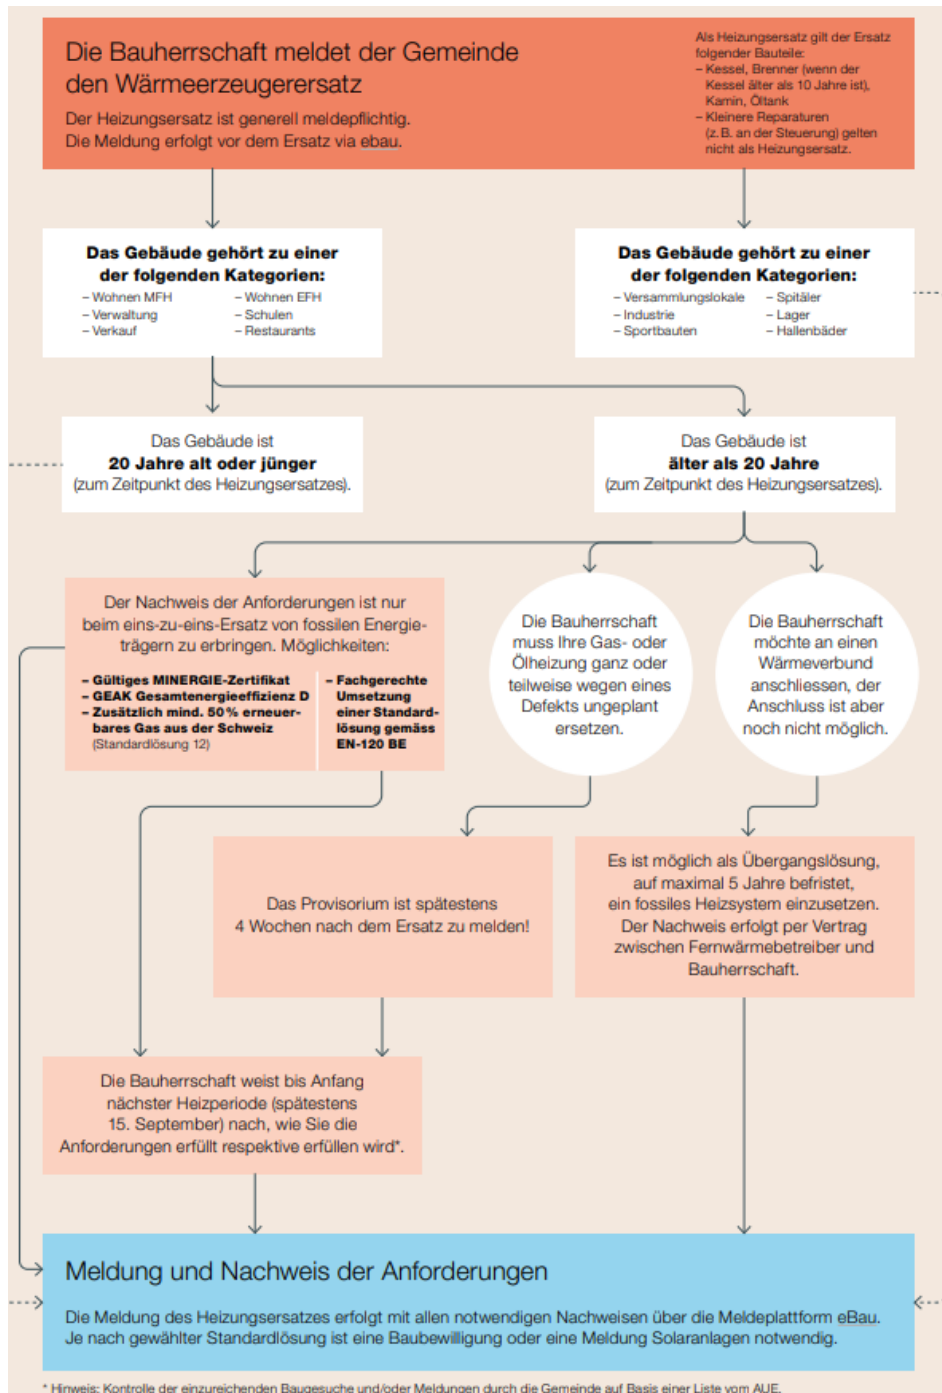 Die Bauherrschaft meldet der Gemeinde
den Wärmeerzeugerersatz
Der Heizungsersatz ist generell meldepflichtig.
Die Meldung erfolgt vor dem Ersatz via ebau.
Als Heizungsersatz gilt der Ersatz
folgender Bauteile:
– Kessel, Brenner (wenn der
Kessel älter als 10 Jahre ist),
Kamin, Öltank
– Kleinere Reparaturen
(z. B. an der Steuerung) gelten
nicht als Heizungsersatz.
Das Gebäude gehört zu einer
der folgenden Kategorien:
– Wohnen MFH
– Verwaltung
– Verkauf
– Wohnen EFH
– Schulen
– Restaurants
Das Gebäude gehört zu einer
der folgenden Kategorien:
– Versammlungslokale
– Industrie
– Sportbauten
– Spitäler
– Lager
– Hallenbäder
Das Gebäude ist
20 Jahre alt oder jünger
(zum Zeitpunkt des Heizungsersatzes).
Das Gebäude ist
älter als 20 Jahre
(zum Zeitpunkt des Heizungsersatzes).
Der Nachweis der Anforderungen ist nur
beim eins-zu-eins-Ersatz von fossilen Energie-
trägern zu erbringen. Möglichkeiten:
– Gültiges MINERGIE-Zertifikat
– GEAK Gesamtenergieeffizienz D
– Zusätzlich mind. 50 % erneuer-
bares Gas aus der Schweiz
(Standardlösung 12)
– Fachgerechte
Umsetzung
einer Standard-
lösung gemäss
EN-120 BE
Die Bauherrschaft
muss Ihre Gas- oder
Ölheizung ganz oder
teilweise wegen eines
Defekts ungeplant
ersetzen.
Die Bauherrschaft
möchte an einen
Wärmeverbund
anschliessen, der
Anschluss ist aber
noch nicht möglich.
Das Provisorium ist spätestens
4 Wochen nach dem Ersatz zu melden!
Es ist möglich als Übergangslösung,
auf maximal 5 Jahre befristet,
ein fossiles Heizsystem einzusetzen.
Der Nachweis erfolgt per Vertrag
zwischen Fernwärmebetreiber und
Bauherrschaft.
Die Bauherrschaft weist bis Anfang
nächster Heizperiode (spätestens
15. September) nach, wie Sie die
Anforderungen erfüllt respektive erfüllen wird*.
Meldung und Nachweis der Anforderungen
Die Meldung des Heizungsersatzes erfolgt mit allen notwendigen Nachweisen über die Meldeplattform eBau.
Je nach gewählter Standardlösung ist eine Baubewilligung oder eine Meldung Solaranlagen notwendig.
* Hinweis: Kontrolle der einzureichenden Baugesuche und/oder Meldungen durch die Gemeinde auf Basis einer Liste vom AUE.